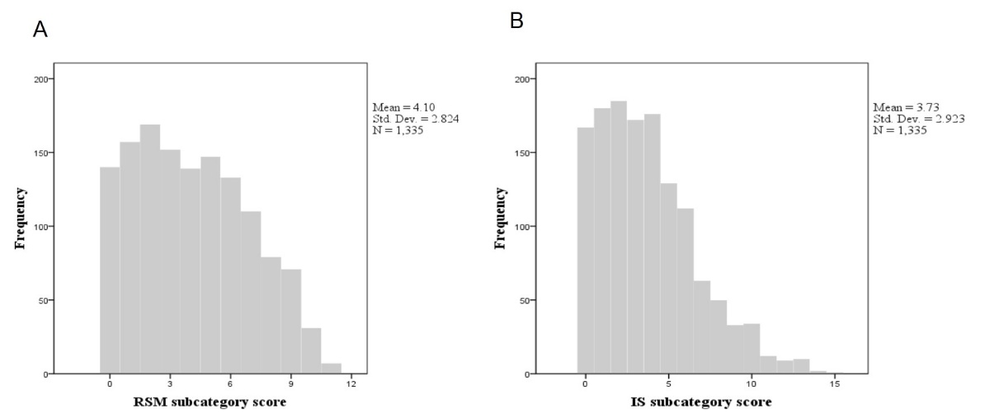 A
200
150
100
50
0
Frequency
0 3 6 9 12
RSM subcategory score
Mean = 4.10
Std. Dev. = 2.824
N = 1,335
B
200
150
100
50
0
Frequency
0 5 10 15
IS subcategory score
Mean = 3.73
Std. Dev. = 2.923
N = 1,335